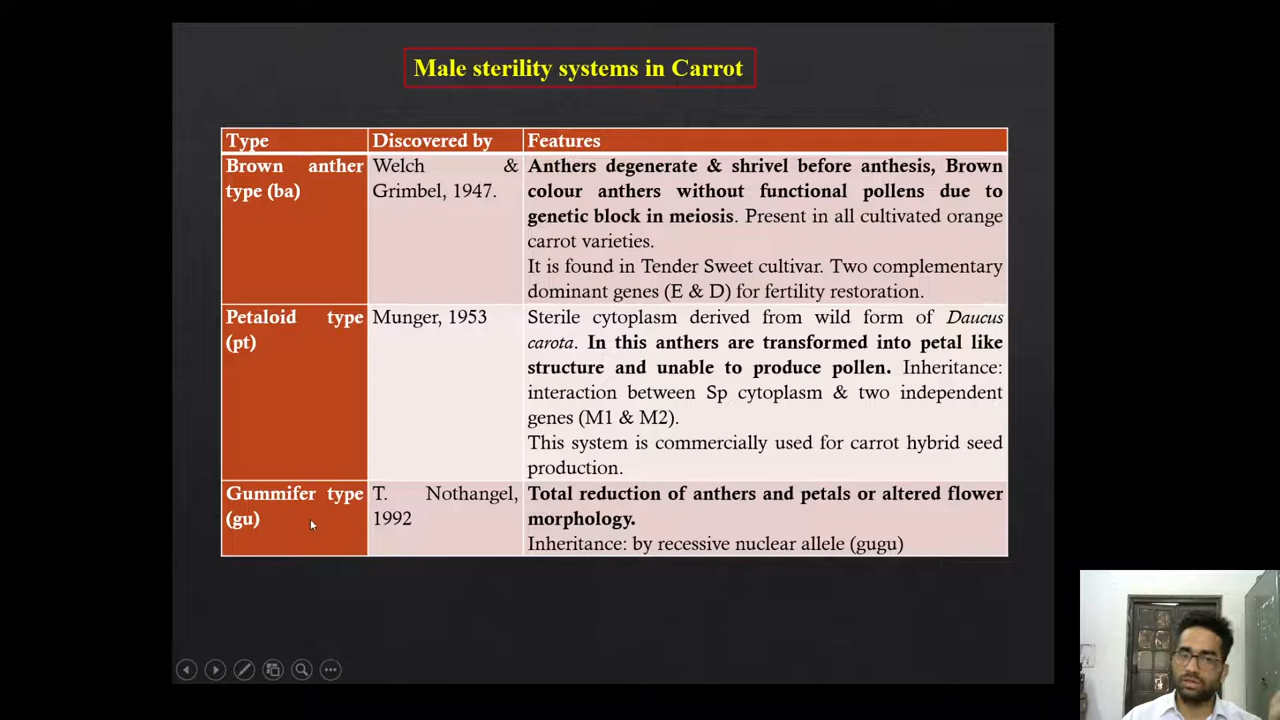 Male sterility systems in Carrot
Type Discovered by Features
Brown anther
type (ba)
Welch &
Grimbel, 1947.
Anthers degenerate & shrivel before anthesis, Brown
colour anthers without functional pollens due to
genetic block in meiosis. Present in all cultivated orange
carrot varieties.
It is found in Tender Sweet cultivar. Two complementary
dominant genes (E & D) for fertility restoration.
Petaloid type
(pt)
Munger, 1953
Sterile cytoplasm derived from wild form of Daucus
carota. In this anthers are transformed into petal like
structure and unable to produce pollen. Inheritance:
interaction between Sp cytoplasm & two independent
genes (M1 & M2).
This system is commercially used for carrot hybrid seed
production.
Gummifer type
(gu)
T. Nothangel,
1992
Total reduction of anthers and petals or altered flower
morphology.
Inheritance: by recessive nuclear allele (gugu)